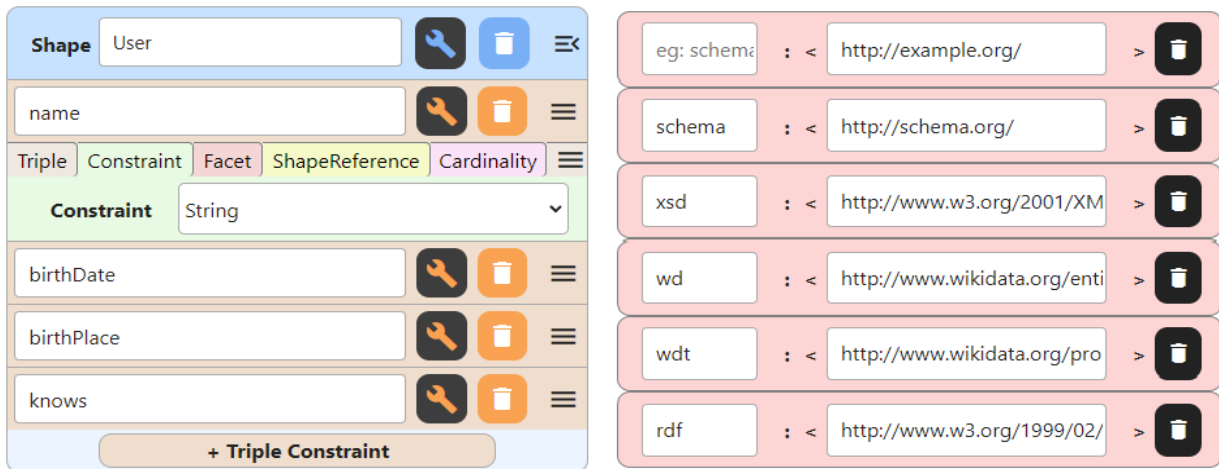 Shape User
name
Triple Constraint Facet ShapeReference Cardinality
Constraint String
birthDate
birthPlace
knows
+ Triple Constraint
eg: schema : < http://example.org/ >
schema : < http://schema.org/ >
xsd : < http://www.w3.org/2001/XM >
wd : < http://www.wikidata.org/enti >
wdt : < http://www.wikidata.org/pro >
rdf : < http://www.w3.org/1999/02/ >